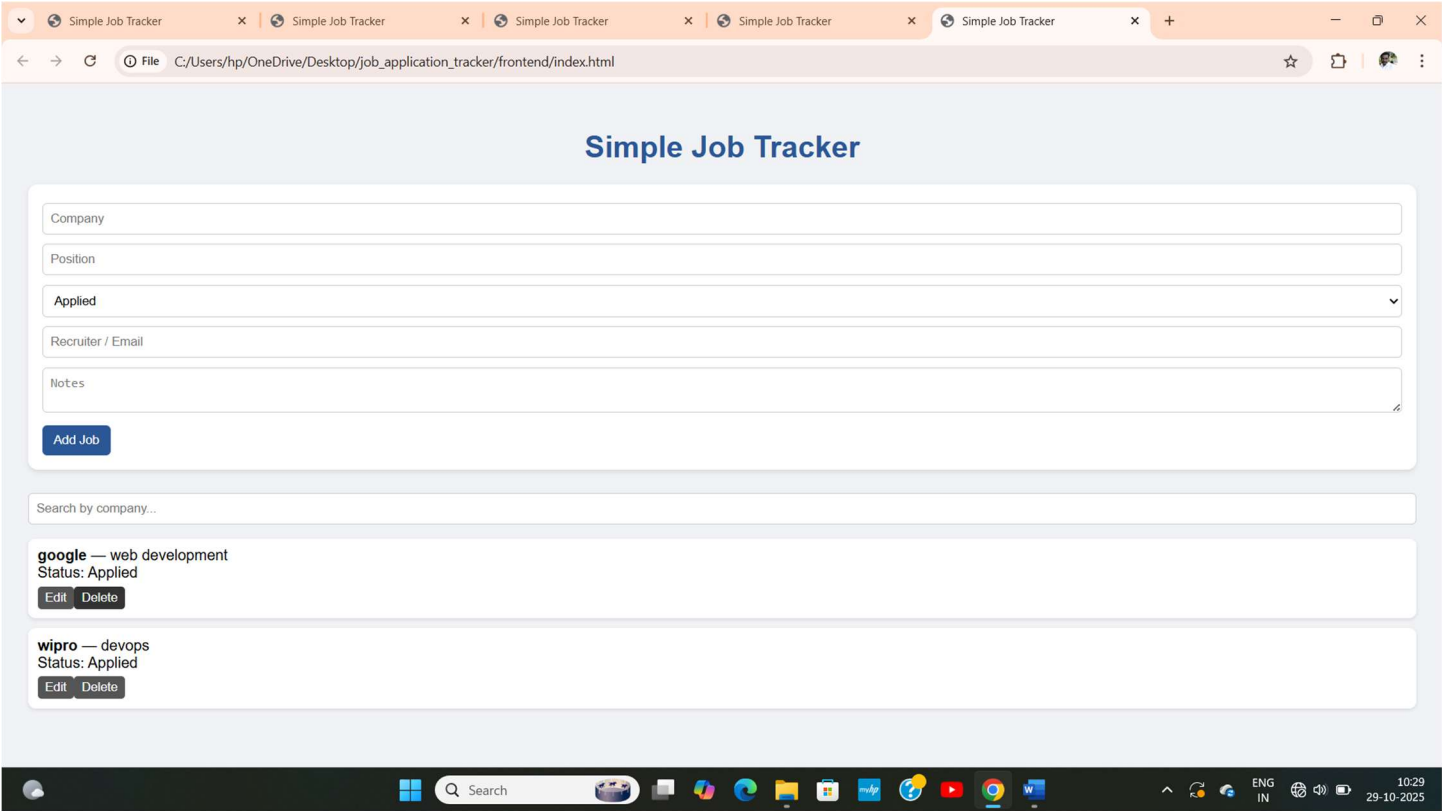 Simple Job Tracker Simple Job Tracker Simple Job Tracker Simple Job Tracker Simple Job Tracker
File C:/Users/hp/OneDrive/Desktop/job_application_tracker/frontend/index.html
Simple Job Tracker
Company
Position
Applied
Recruiter / Email
Notes
Add Job
Search by company...
google — web development
Status: Applied
Edit Delete
wipro — devops
Status: Applied
Edit Delete
Search myhp W ENG IN 10:29
29-10-2025